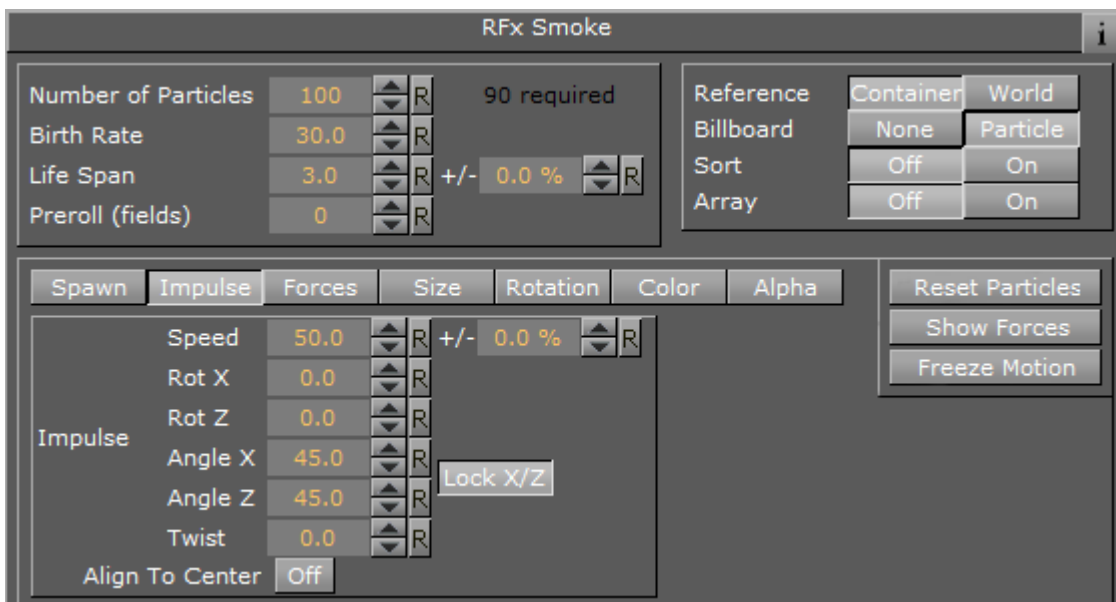 RFx Smoke i
Number of Particles 100 R 90 required
Birth Rate 30.0 R
Life Span 3.0 R +/- 0.0 % R
Preroll (fields) 0 R
Reference Container World
Billboard None Particle
Sort Off On
Array Off On
Spawn Impulse Forces Size Rotation Color Alpha
Reset Particles
Show Forces
Freeze Motion
Impulse
Speed 50.0 R +/- 0.0 % R
Rot X 0.0 R
Rot Z 0.0 R
Angle X 45.0 R
Lock X/Z
Angle Z 45.0 R
Twist 0.0 R
Align To Center Off